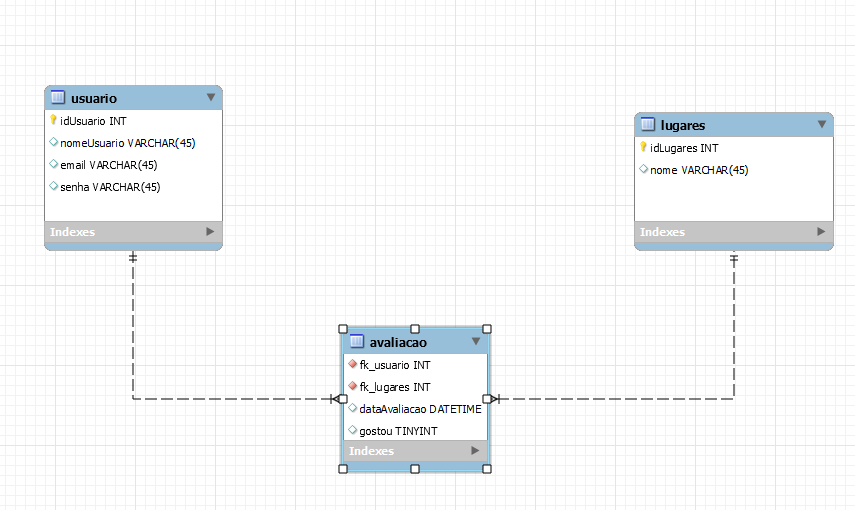 usuario
idUsuario INT
nomeUsuario VARCHAR(45)
email VARCHAR(45)
senha VARCHAR(45)
Indexes
lugares
idLugares INT
nome VARCHAR(45)
Indexes
avaliacao
fk_usuario INT
fk_lugares INT
dataAvaliacao DATETIME
gostou TINYINT
Indexes